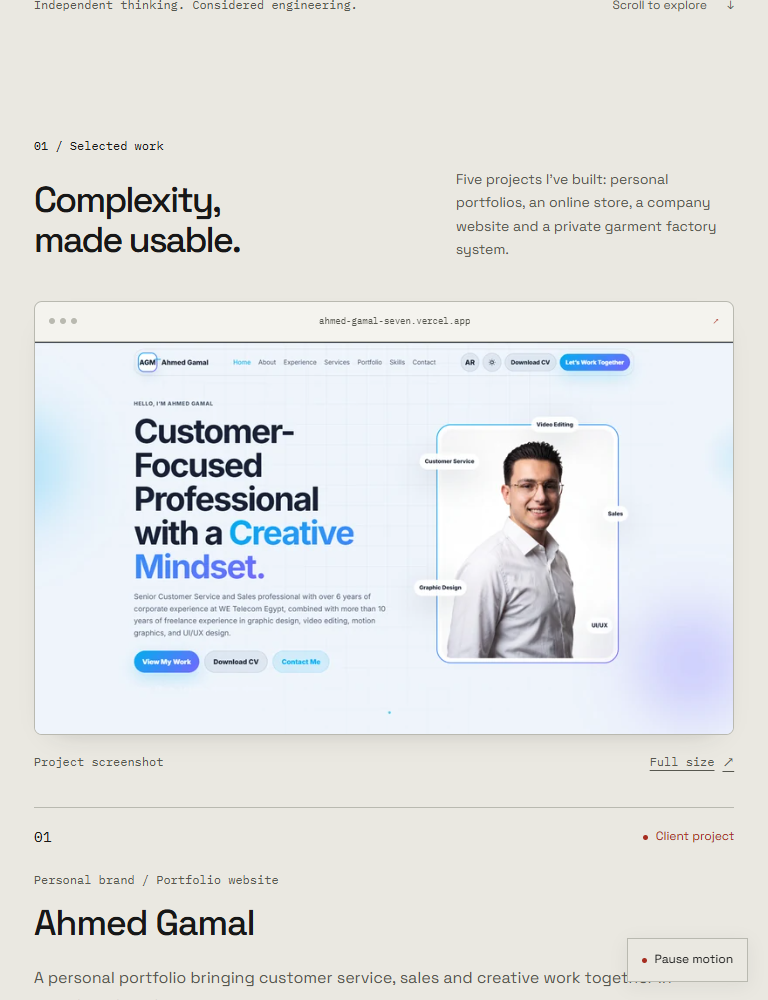 Independent thinking. Considered engineering.
Scroll to explore ↓
01 / Selected work
Complexity,
made usable.
Five projects I've built: personal
portfolios, an online store, a company
website and a private garment factory
system.
ahmed-gamal-seven.vercel.app ↗
AGM Ahmed Gamal Home About Experience Services Portfolio Skills Contact AR Download CV Let's Work Together
HELLO, I'M AHMED GAMAL
Customer-
Focused
Professional
with a Creative
Mindset.
Senior Customer Service and Sales professional with over 6 years of
corporate experience at WE Telecom Egypt, combined with more than 10
years of freelance experience in graphic design, video editing, motion
graphics, and UI/UX design.
View My Work Download CV Contact Me
Video Editing
Customer Service
Sales
Graphic Design
UI/UX
Project screenshot
Full size ↗
01
Client project
Personal brand / Portfolio website
Ahmed Gamal
A personal portfolio bringing customer service, sales and creative work
Pause motion